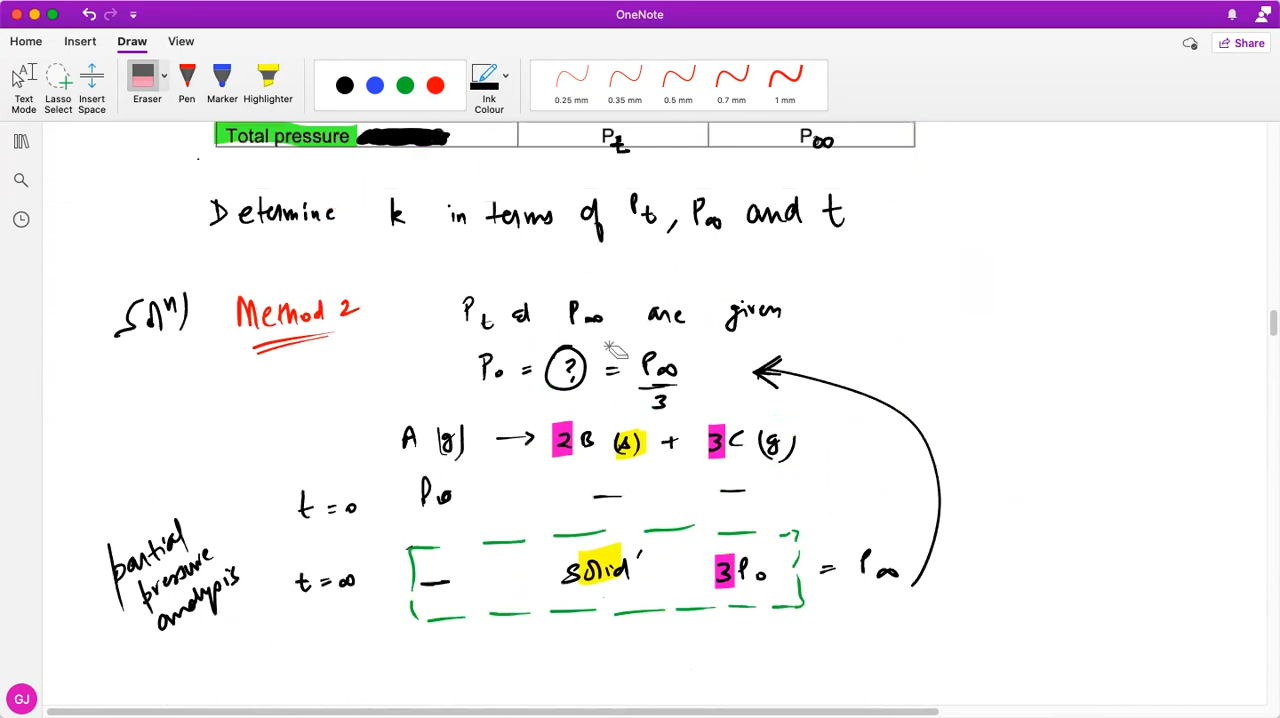 OneNote
Home Insert Draw View
Share
Text Mode
Lasso Select
Insert Space
Eraser
Pen
Marker
Highlighter
Ink Colour
0.25 mm 0.35 mm 0.5 mm 0.7 mm 1 mm
Total pressure Pt P∞
Determine k in terms of Pt, P∞ and t
Solⁿ) Method 2 Pt & P∞ are given
P₀ = ? = P∞/3
A (g) → 2B (s) + 3C (g)
t = 0 P₀ — —
partial pressure analysis
t = ∞ — solid 3P₀ = P∞
GJ